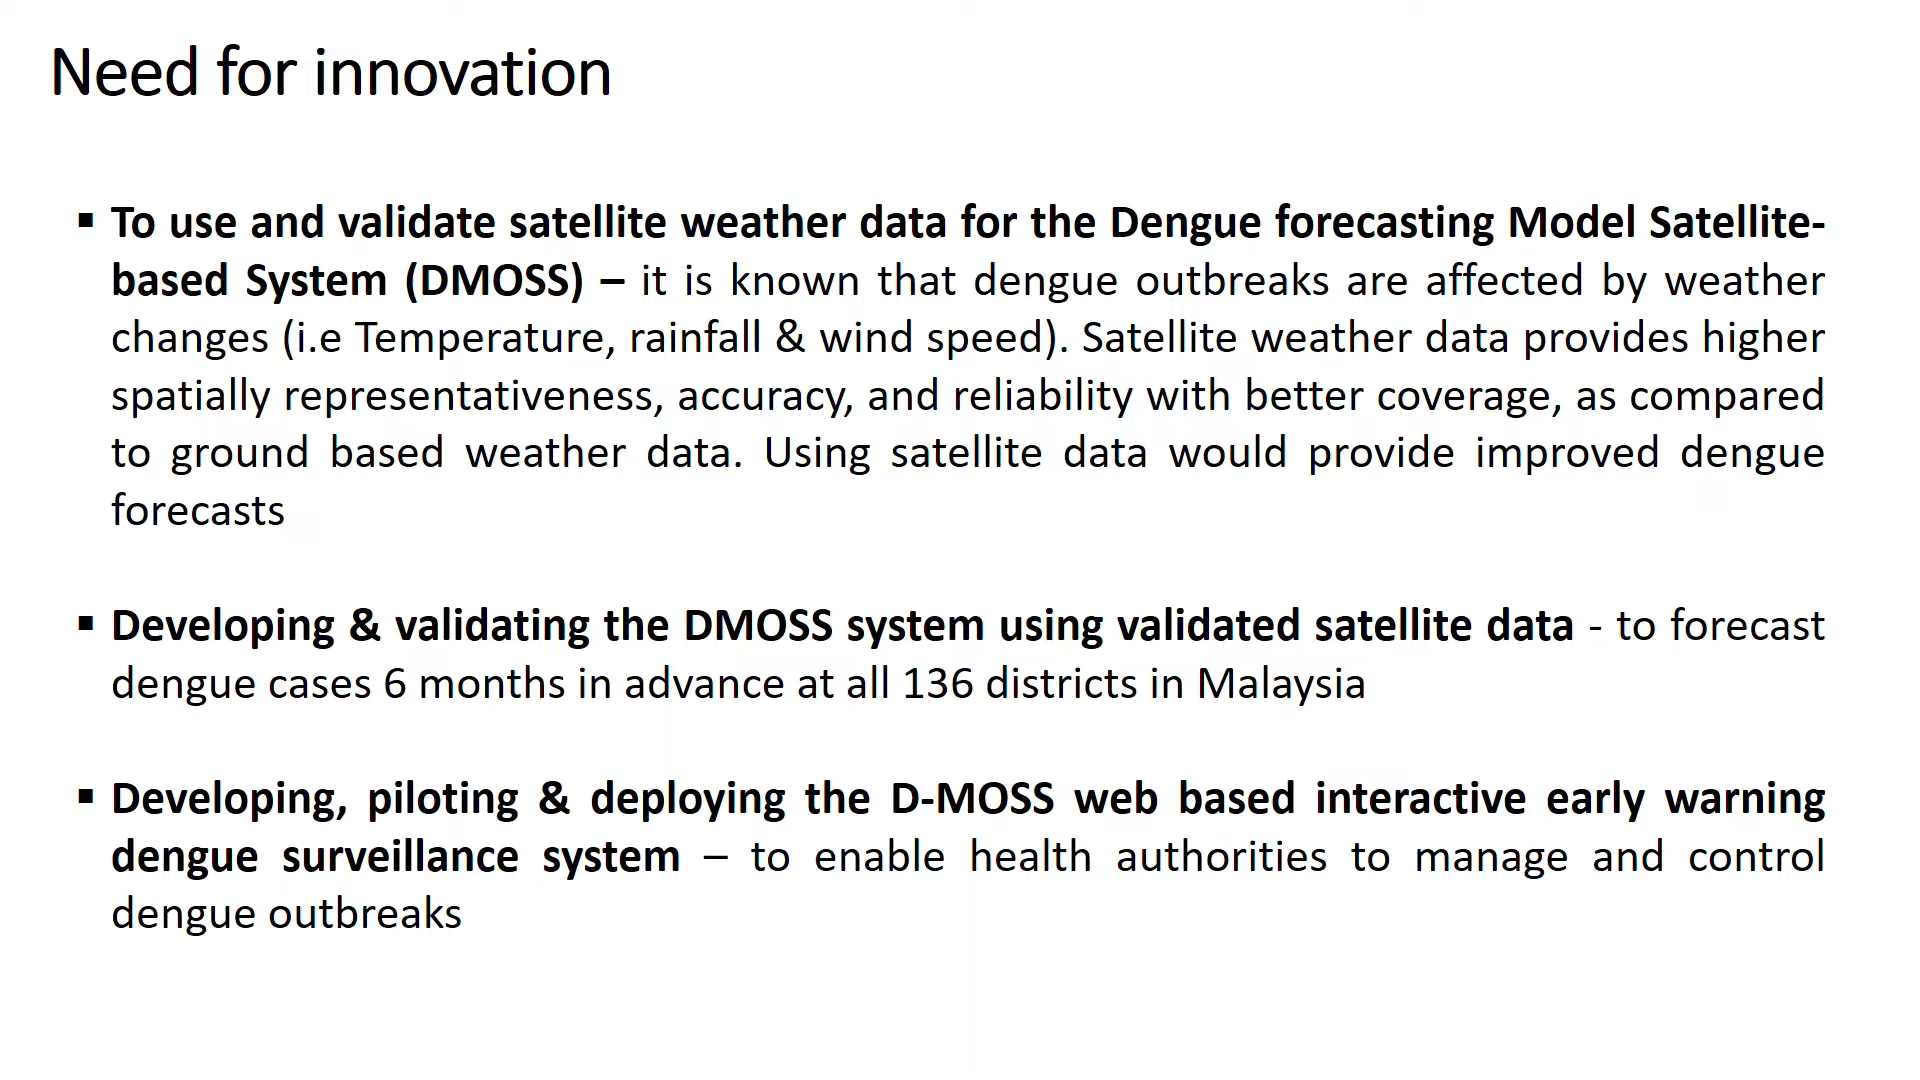 Need for innovation
▪ To use and validate satellite weather data for the Dengue forecasting Model Satellite-
based System (DMOSS) – it is known that dengue outbreaks are affected by weather
changes (i.e Temperature, rainfall & wind speed). Satellite weather data provides higher
spatially representativeness, accuracy, and reliability with better coverage, as compared
to ground based weather data. Using satellite data would provide improved dengue
forecasts
▪ Developing & validating the DMOSS system using validated satellite data - to forecast
dengue cases 6 months in advance at all 136 districts in Malaysia
▪ Developing, piloting & deploying the D-MOSS web based interactive early warning
dengue surveillance system – to enable health authorities to manage and control
dengue outbreaks